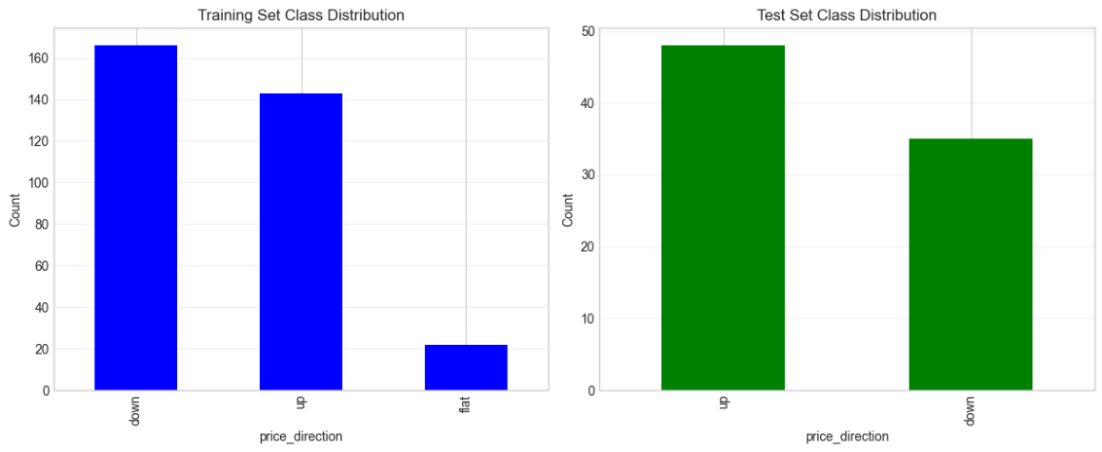 Training Set Class Distribution
Count
160
140
120
100
80
60
40
20
0
down
up
flat
price_direction
Test Set Class Distribution
Count
50
40
30
20
10
0
up
down
price_direction